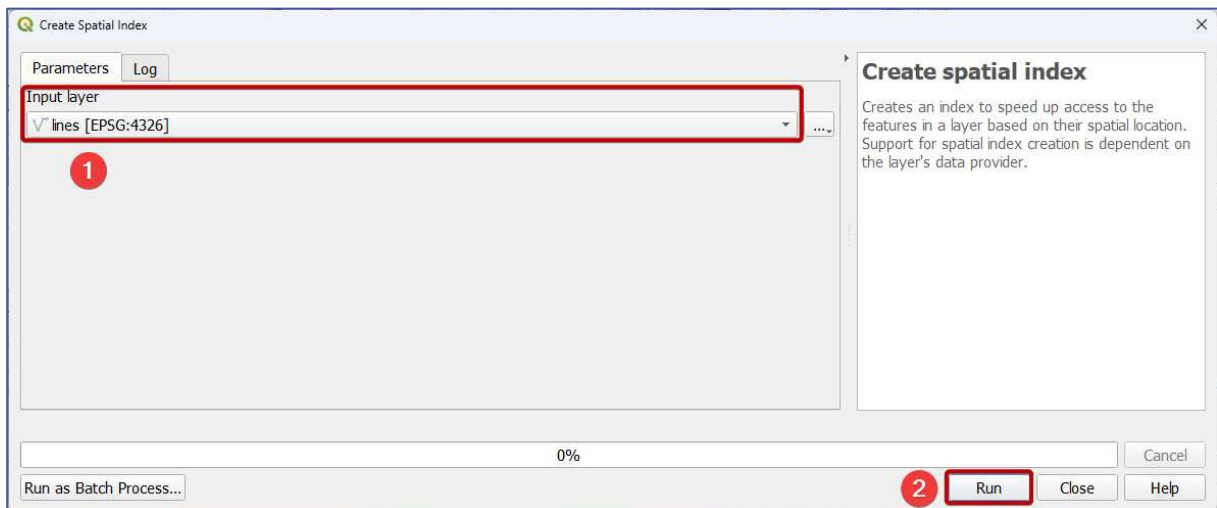 Create Spatial Index
Parameters
Log
Input layer
lines [EPSG:4326]
...
1
Create spatial index
Creates an index to speed up access to the
features in a layer based on their spatial location.
Support for spatial index creation is dependent on
the layer's data provider.
0%
Cancel
Run as Batch Process...
2
Run
Close
Help